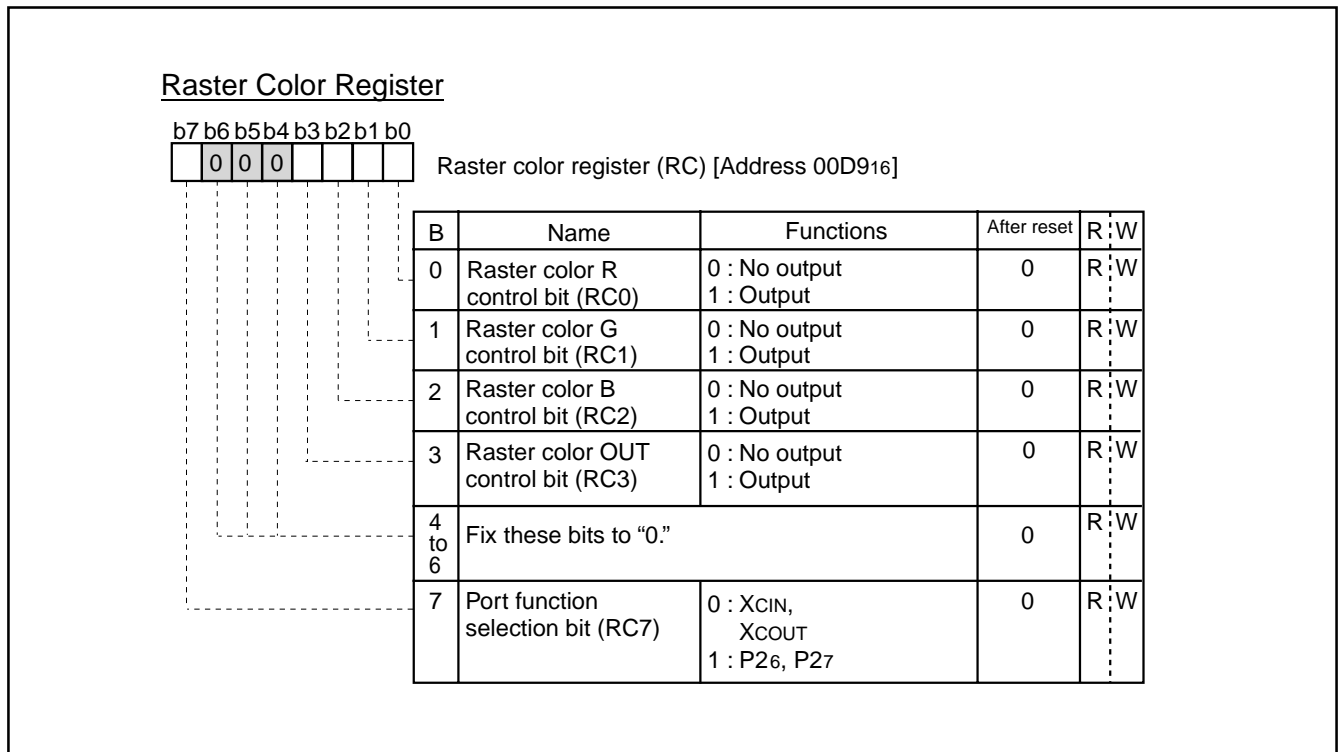 Raster Color Register
b7 b6 b5 b4 b3 b2 b1 b0
0 0 0
Raster color register (RC) [Address 00D916]
B Name Functions After reset R W
0 Raster color R control bit (RC0) 0 : No output 1 : Output 0 R W
1 Raster color G control bit (RC1) 0 : No output 1 : Output 0 R W
2 Raster color B control bit (RC2) 0 : No output 1 : Output 0 R W
3 Raster color OUT control bit (RC3) 0 : No output 1 : Output 0 R W
4 to 6 Fix these bits to “0.” 0 R W
7 Port function selection bit (RC7) 0 : XCIN, XCOUT 1 : P26, P27 0 R W